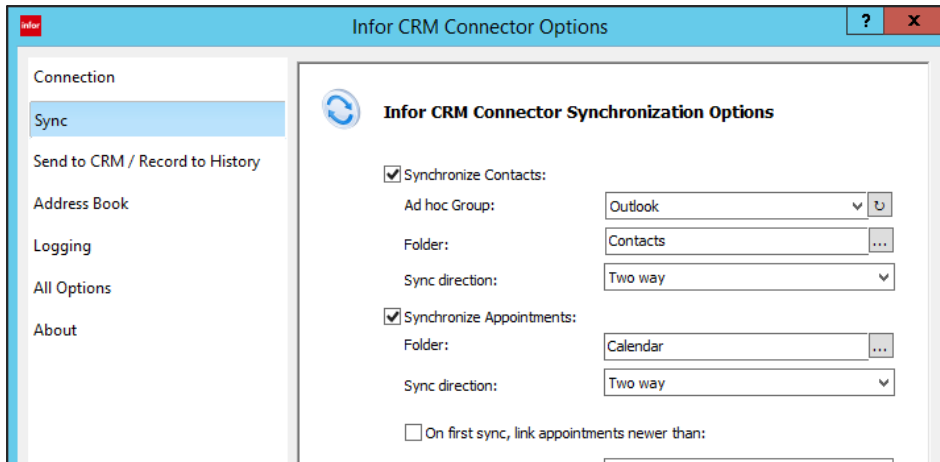 infor
Infor CRM Connector Options
? x
Connection
Sync
Send to CRM / Record to History
Address Book
Logging
All Options
About
Infor CRM Connector Synchronization Options
Synchronize Contacts:
Ad hoc Group: Outlook
Folder: Contacts ...
Sync direction: Two way
Synchronize Appointments:
Folder: Calendar ...
Sync direction: Two way
On first sync, link appointments newer than: